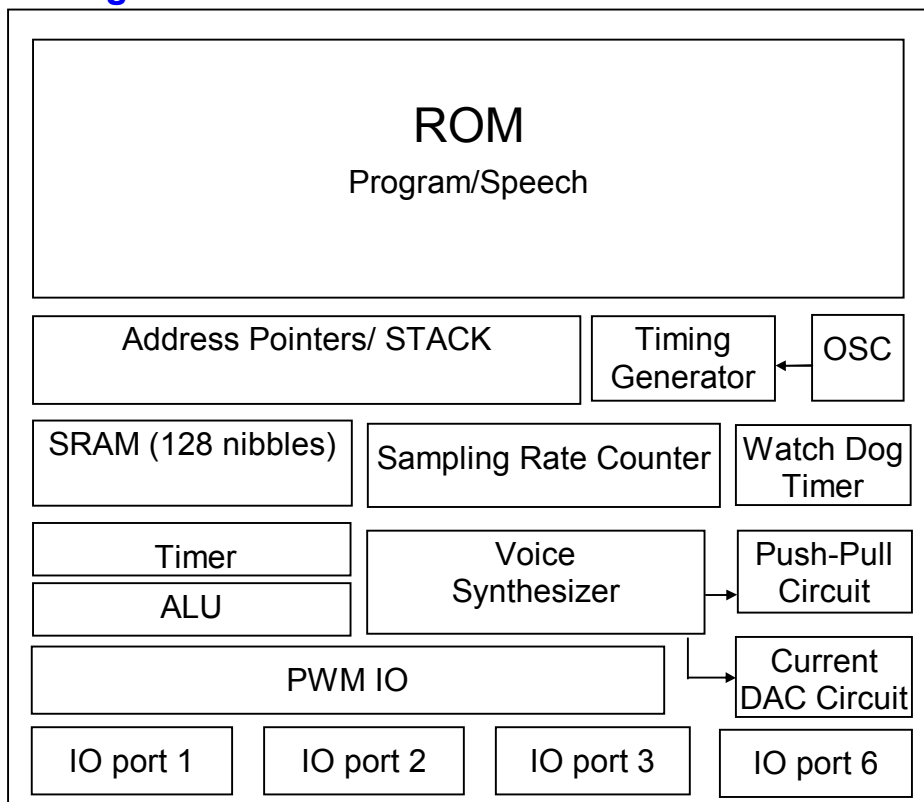 ROM
Program/Speech
Address Pointers/ STACK
Timing
Generator
OSC
SRAM (128 nibbles)
Sampling Rate Counter
Watch Dog
Timer
Timer
ALU
Voice
Synthesizer
Push-Pull
Circuit
PWM IO
Current
DAC Circuit
IO port 1
IO port 2
IO port 3
IO port 6